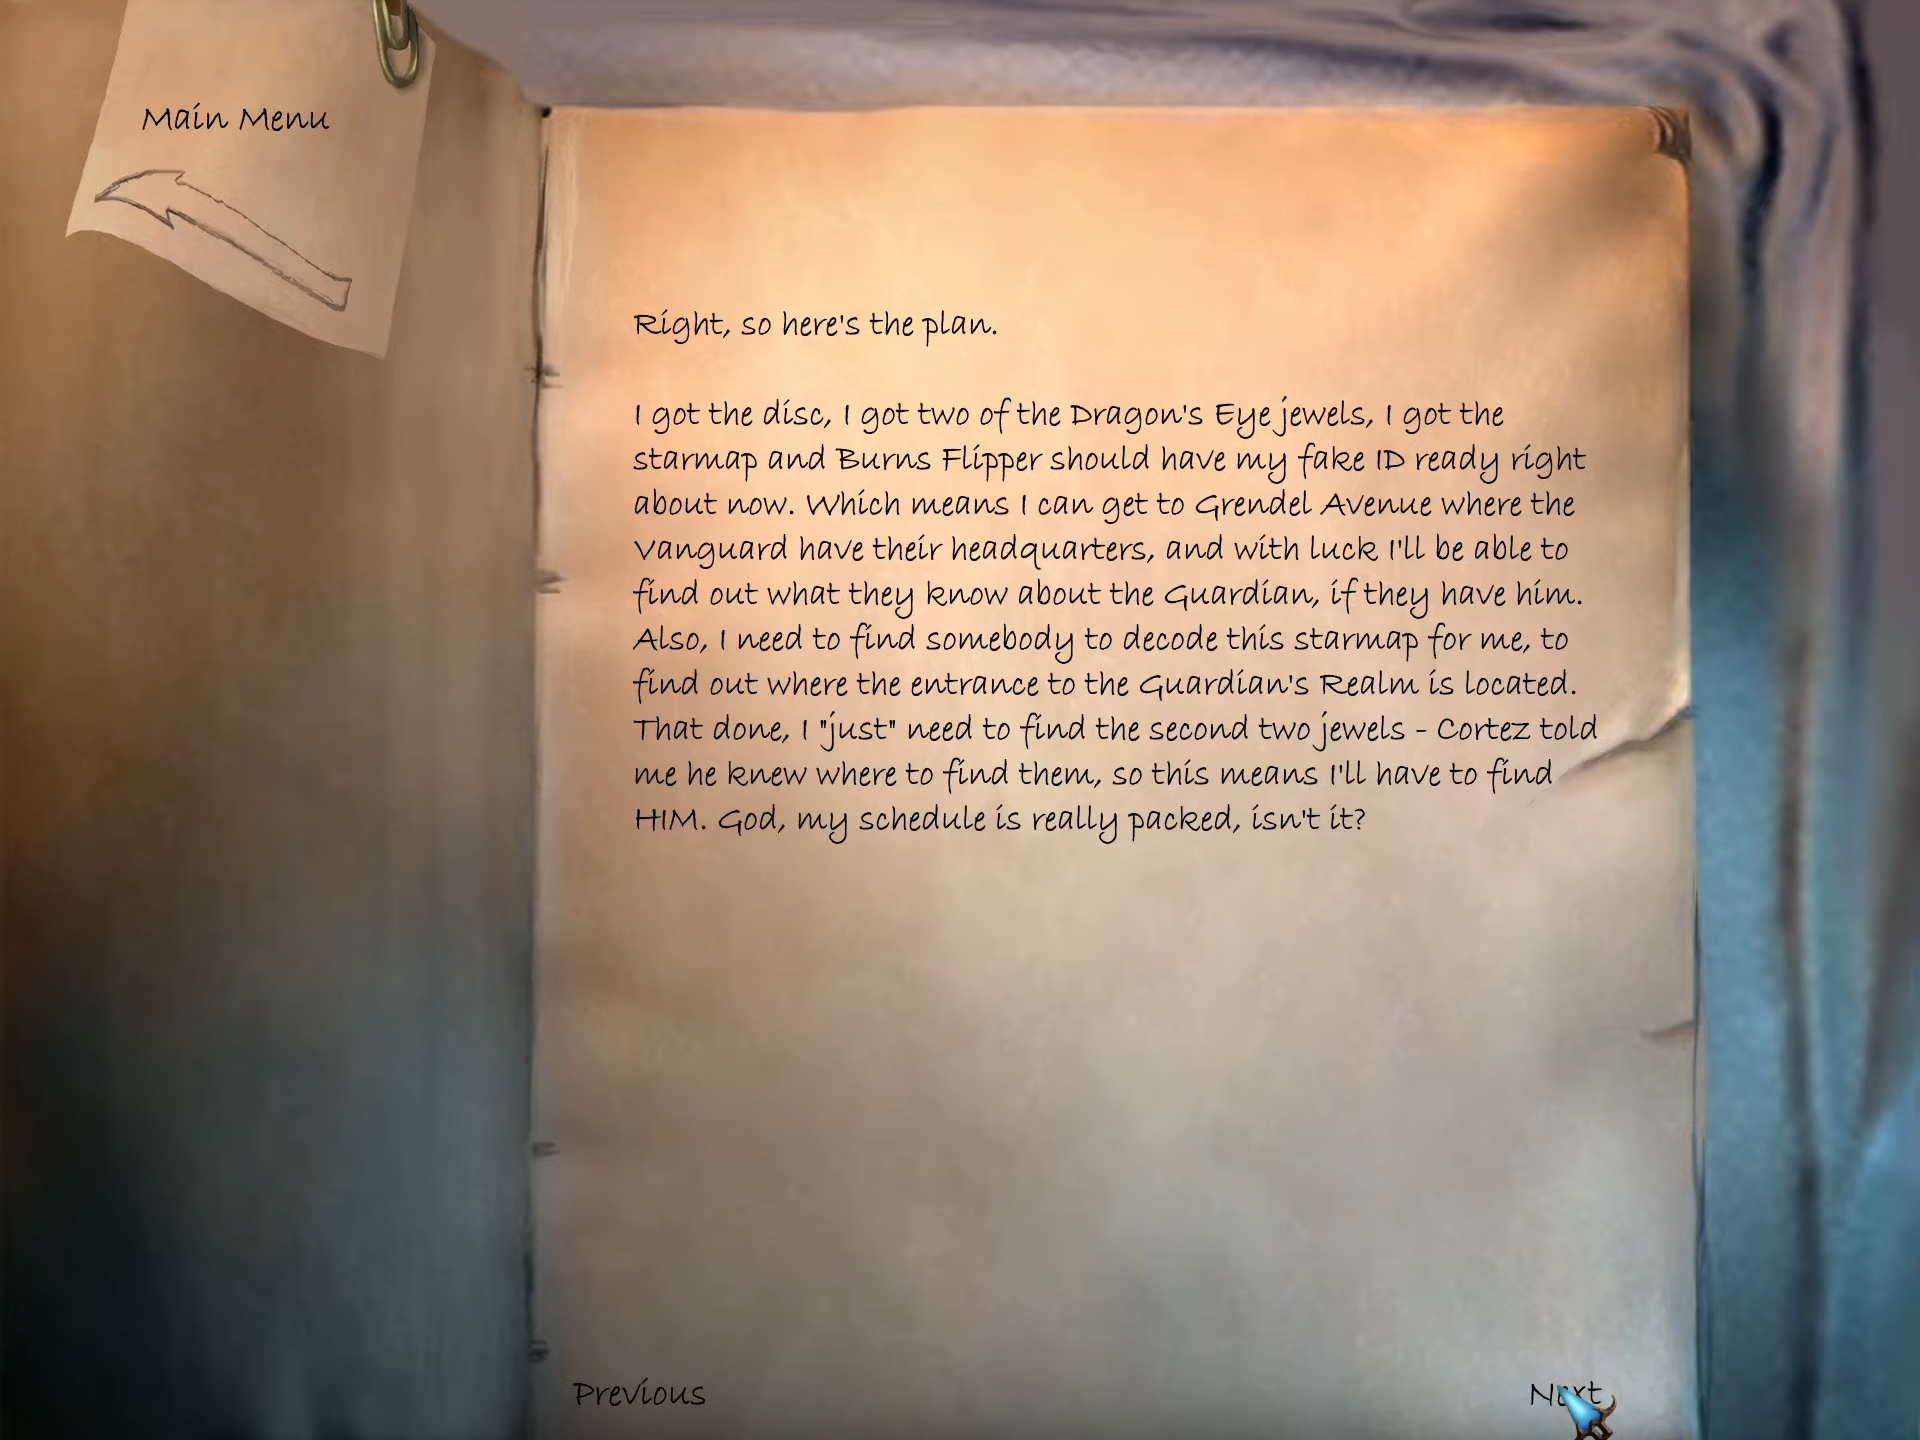 Main Menu
Right, so here's the plan.
I got the disc, I got two of the Dragon's Eye jewels, I got the
starmap and Burns Flipper should have my fake ID ready right
about now. Which means I can get to Grendel Avenue where the
Vanguard have their headquarters, and with luck I'll be able to
find out what they know about the Guardian, if they have him.
Also, I need to find somebody to decode this starmap for me, to
find out where the entrance to the Guardian's Realm is located.
That done, I "just" need to find the second two jewels - Cortez told
me he knew where to find them, so this means I'll have to find
HIM. God, my schedule is really packed, isn't it?
Previous
Next